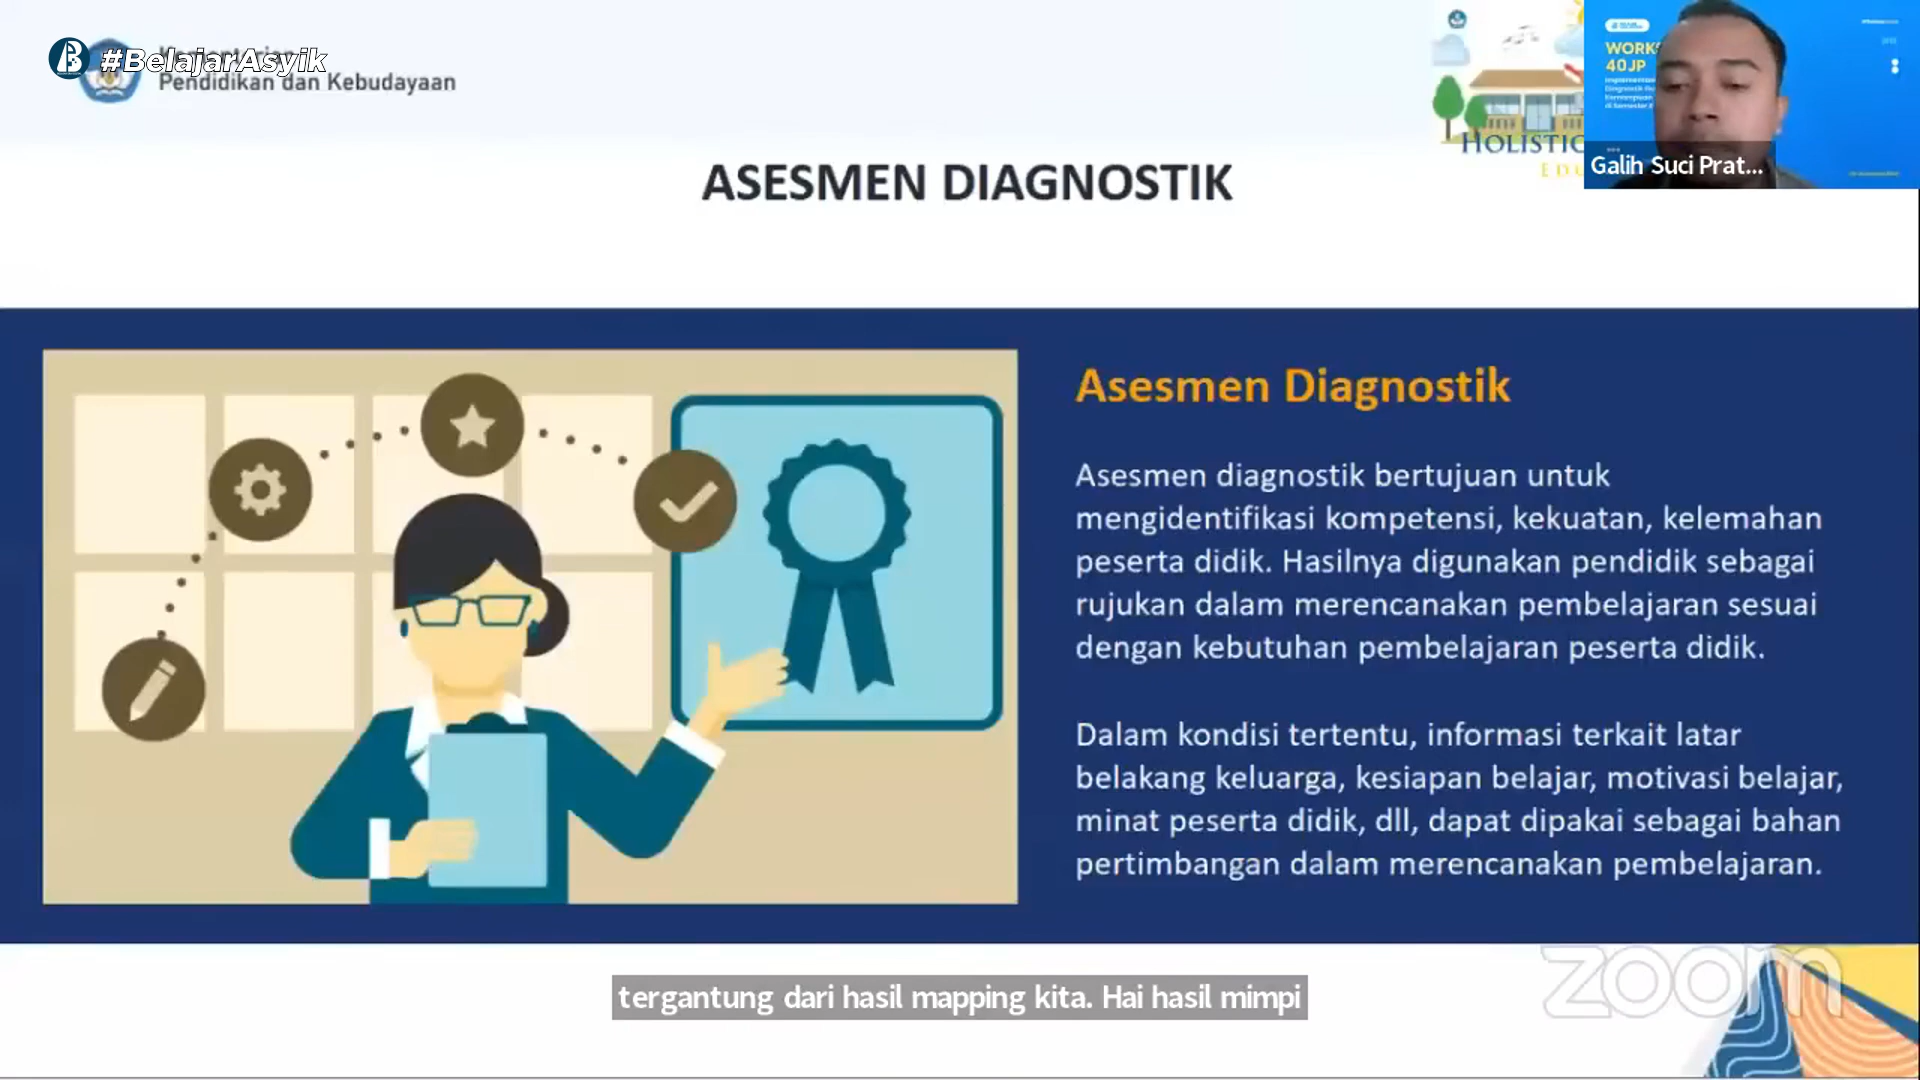 #BelajarAsyik
Pendidikan dan Kebudayaan
HOLISTIC
WORKS
40JP
Galih Suci Prat...
ASESMEN DIAGNOSTIK
Asesmen Diagnostik
Asesmen diagnostik bertujuan untuk
mengidentifikasi kompetensi, kekuatan, kelemahan
peserta didik. Hasilnya digunakan pendidik sebagai
rujukan dalam merencanakan pembelajaran sesuai
dengan kebutuhan pembelajaran peserta didik.
Dalam kondisi tertentu, informasi terkait latar
belakang keluarga, kesiapan belajar, motivasi belajar,
minat peserta didik, dll, dapat dipakai sebagai bahan
pertimbangan dalam merencanakan pembelajaran.
tergantung dari hasil mapping kita. Hai hasil mimpi
zoom